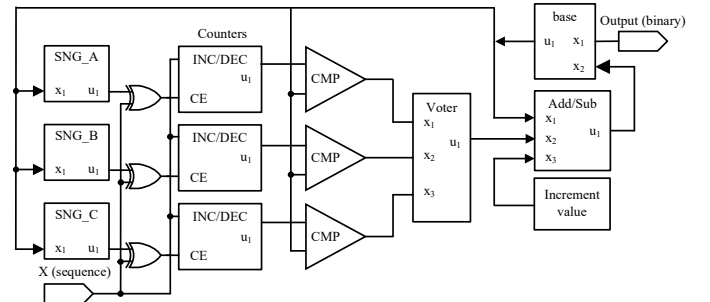 Counters
base
Output (binary)
u1 x1
x2
SNG_A
x1 u1
INC/DEC
u1
CE
CMP
Voter
x1
u1
x2
x3
Add/Sub
x1
u1
x2
x3
SNG_B
x1 u1
INC/DEC
u1
CE
CMP
Increment
value
SNG_C
x1 u1
INC/DEC
u1
CE
CMP
X (sequence)